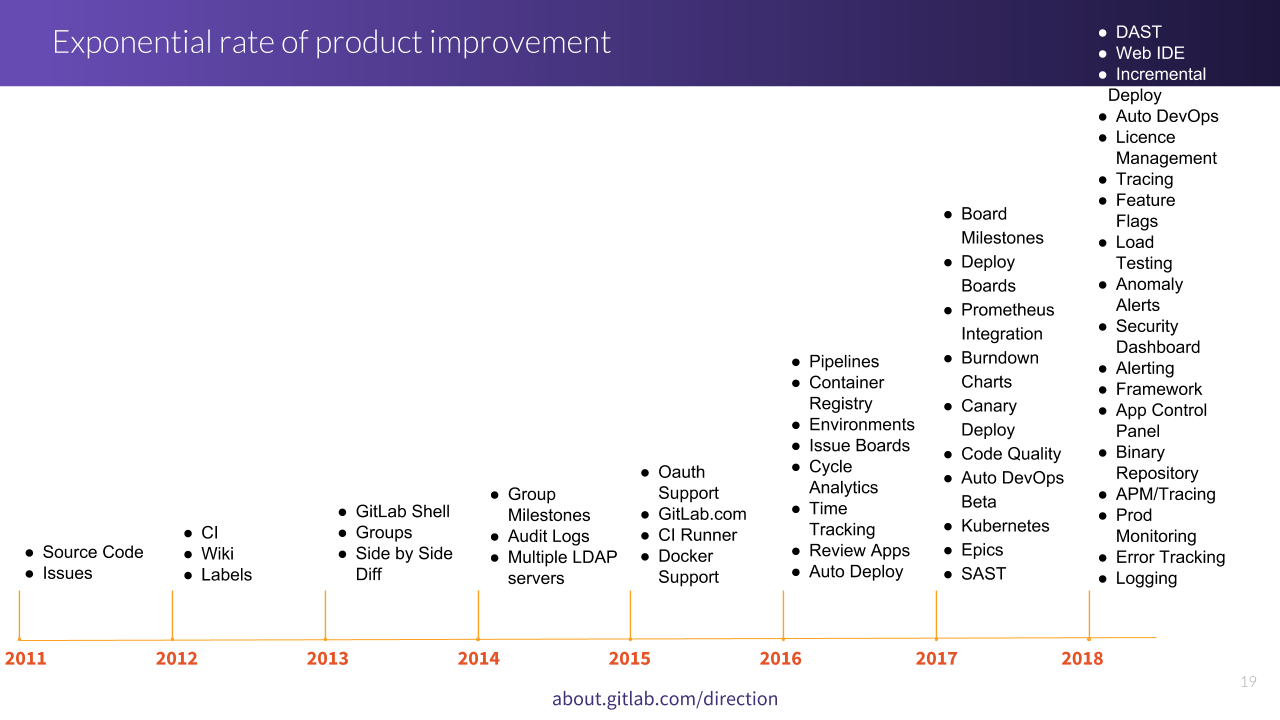 Exponential rate of product improvement
● Source Code
● Issues
● CI
● Wiki
● Labels
● GitLab Shell
● Groups
● Side by Side
Diff
● Group
Milestones
● Audit Logs
● Multiple LDAP
servers
● Oauth
Support
● GitLab.com
● CI Runner
● Docker
Support
● Pipelines
● Container
Registry
● Environments
● Issue Boards
● Cycle
Analytics
● Time
Tracking
● Review Apps
● Auto Deploy
● Board
Milestones
● Deploy
Boards
● Prometheus
Integration
● Burndown
Charts
● Canary
Deploy
● Code Quality
● Auto DevOps
Beta
● Kubernetes
● Epics
● SAST
● DAST
● Web IDE
● Incremental
Deploy
● Auto DevOps
● Licence
Management
● Tracing
● Feature
Flags
● Load
Testing
● Anomaly
Alerts
● Security
Dashboard
● Alerting
● Framework
● App Control
Panel
● Binary
Repository
● APM/Tracing
● Prod
Monitoring
● Error Tracking
● Logging
2011 2012 2013 2014 2015 2016 2017 2018
about.gitlab.com/direction
19